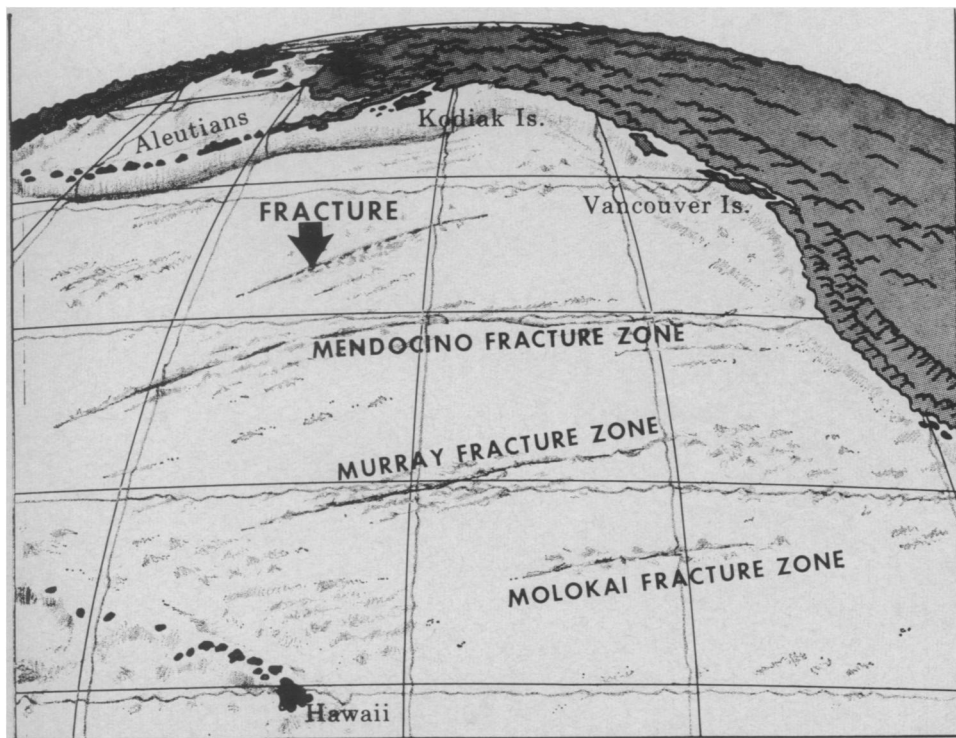 Aleutians
Kodiak Is.
FRACTURE
Vancouver Is.
MENDOCINO FRACTURE ZONE
MURRAY FRACTURE ZONE
MOLOKAI FRACTURE ZONE
Hawaii